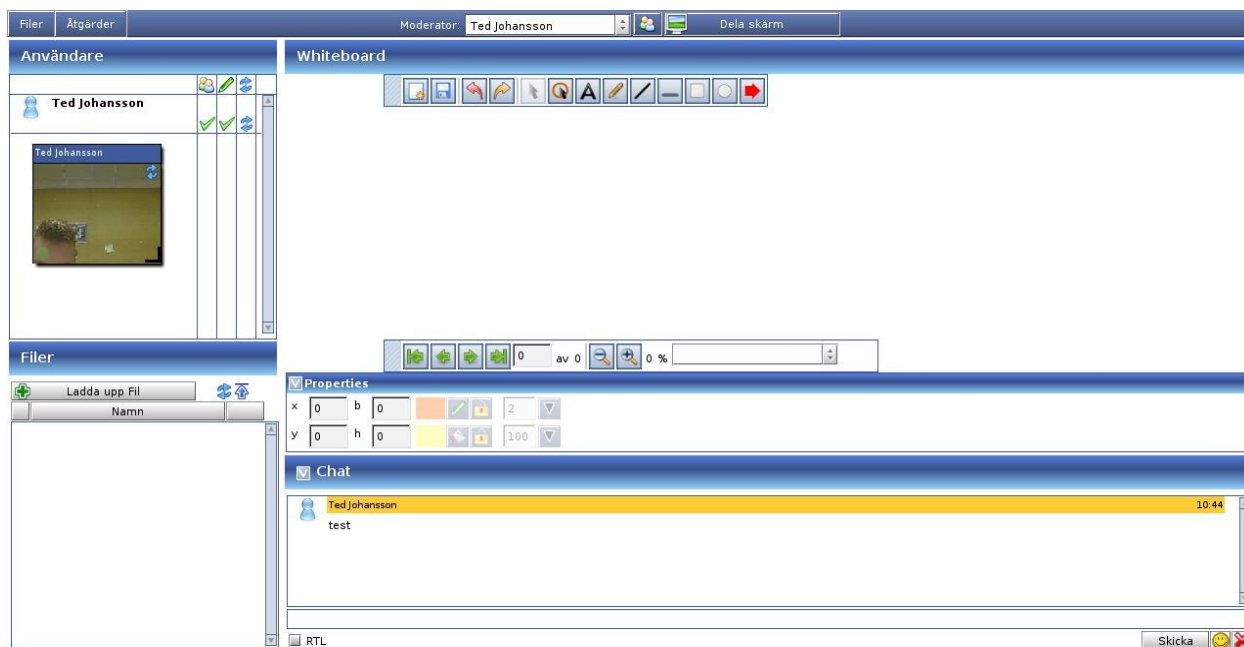 Filer Åtgärder Moderator: Ted Johansson Dela skärm
Användare
Ted Johansson
Ted Johansson
Filer
Ladda upp Fil
Namn
Whiteboard
A
0 av 0 0 %
Properties
x 0 b 0 2
y 0 h 0 100
Chat
Ted Johansson 10:44
test
RTL Skicka